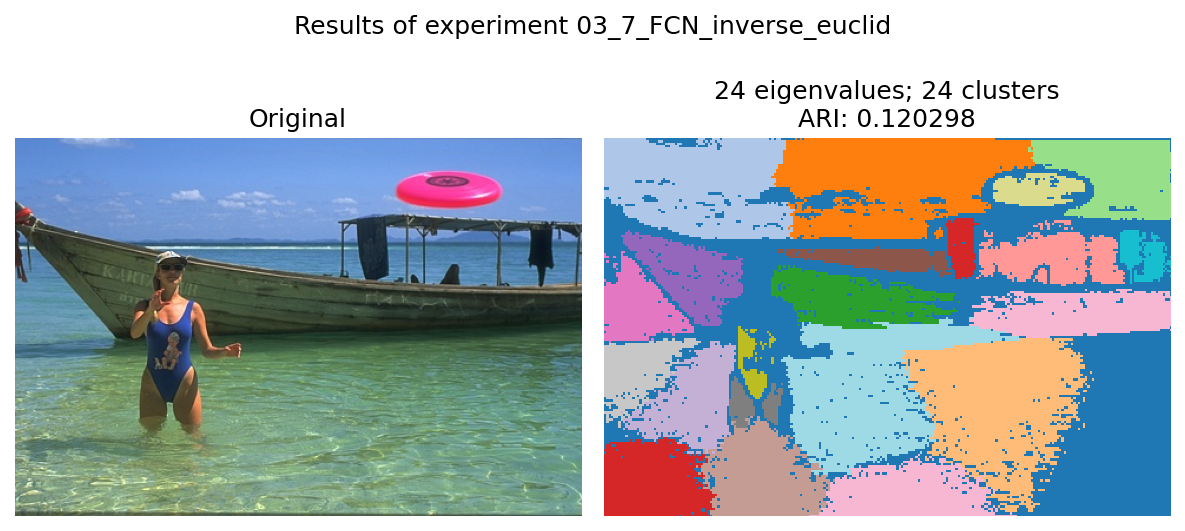 Results of experiment 03_7_FCN_inverse_euclid
Original
24 eigenvalues; 24 clusters
ARI: 0.120298